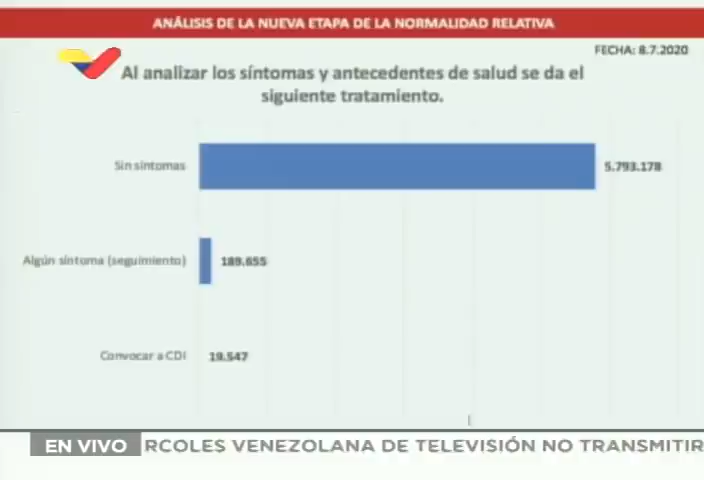 ANÁLISIS DE LA NUEVA ETAPA DE LA NORMALIDAD RELATIVA
FECHA: 8.7.2020
Al analizar los síntomas y antecedentes de salud se da el
siguiente tratamiento.
Sin síntomas 5.793.178
Algún síntoma (seguimiento) 189.655
Convocar a CDI 19.547
EN VIVO RCOLES VENEZOLANA DE TELEVISIÓN NO TRANSMITIR